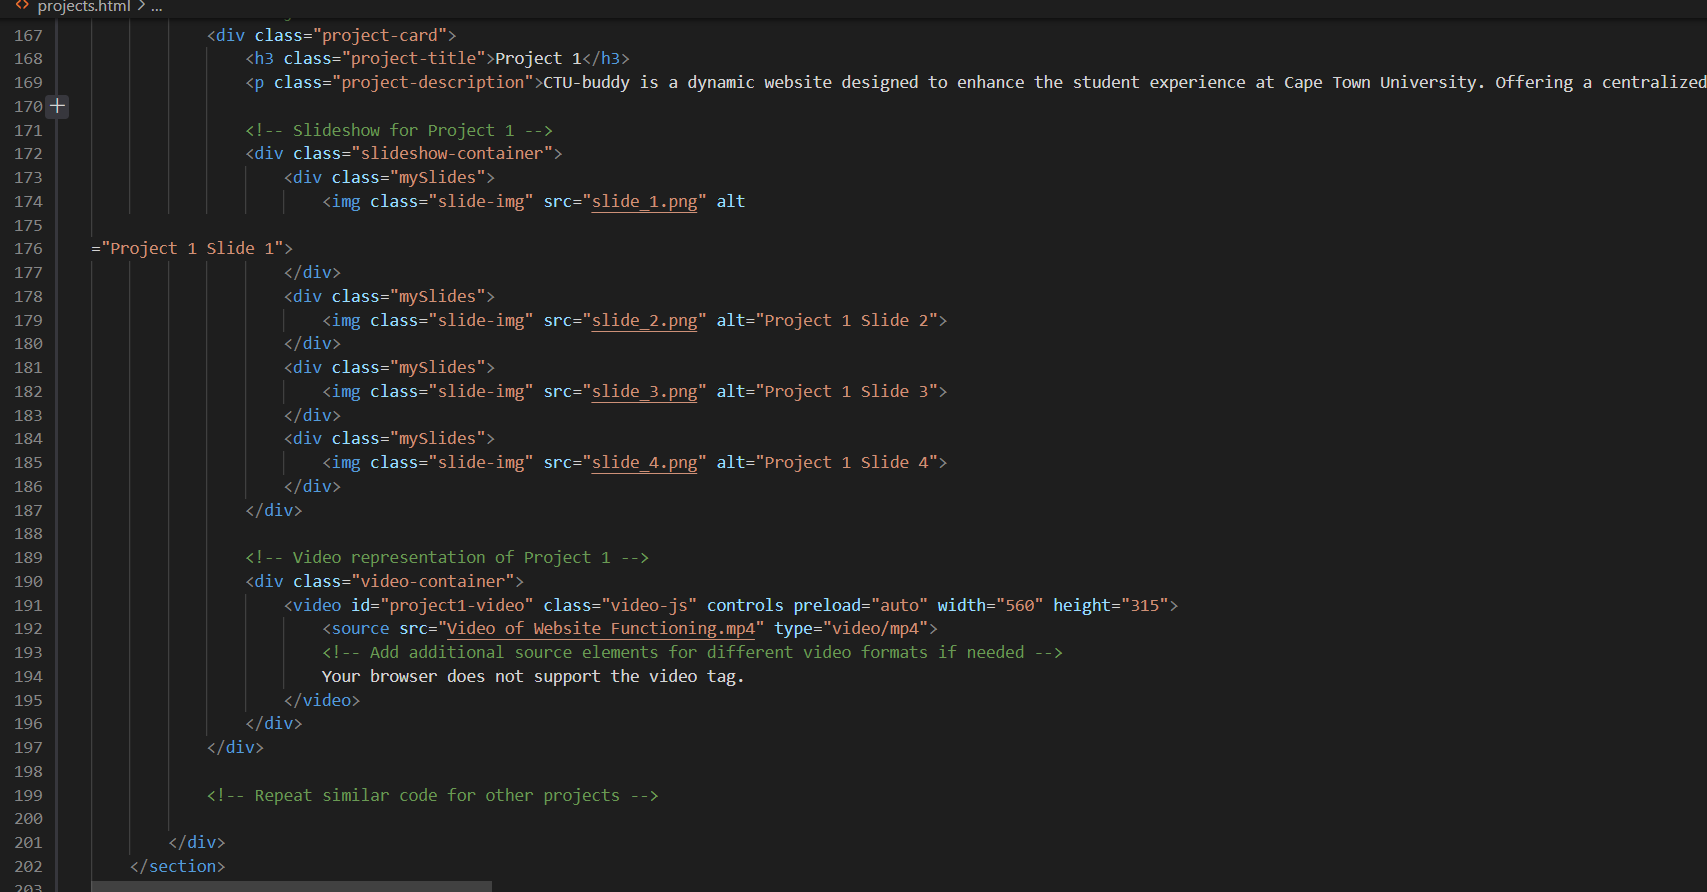 projects.html > ...
167 <div class="project-card">
168 <h3 class="project-title">Project 1</h3>
169 <p class="project-description">CTU-buddy is a dynamic website designed to enhance the student experience at Cape Town University. Offering a centralized
170
171 <!-- Slideshow for Project 1 -->
172 <div class="slideshow-container">
173 <div class="mySlides">
174 <img class="slide-img" src="slide_1.png" alt
175
176 ="Project 1 Slide 1">
177 </div>
178 <div class="mySlides">
179 <img class="slide-img" src="slide_2.png" alt="Project 1 Slide 2">
180 </div>
181 <div class="mySlides">
182 <img class="slide-img" src="slide_3.png" alt="Project 1 Slide 3">
183 </div>
184 <div class="mySlides">
185 <img class="slide-img" src="slide_4.png" alt="Project 1 Slide 4">
186 </div>
187 </div>
188
189 <!-- Video representation of Project 1 -->
190 <div class="video-container">
191 <video id="project1-video" class="video-js" controls preload="auto" width="560" height="315">
192 <source src="Video of Website Functioning.mp4" type="video/mp4">
193 <!-- Add additional source elements for different video formats if needed -->
194 Your browser does not support the video tag.
195 </video>
196 </div>
197 </div>
198
199 <!-- Repeat similar code for other projects -->
200
201 </div>
202 </section>
203